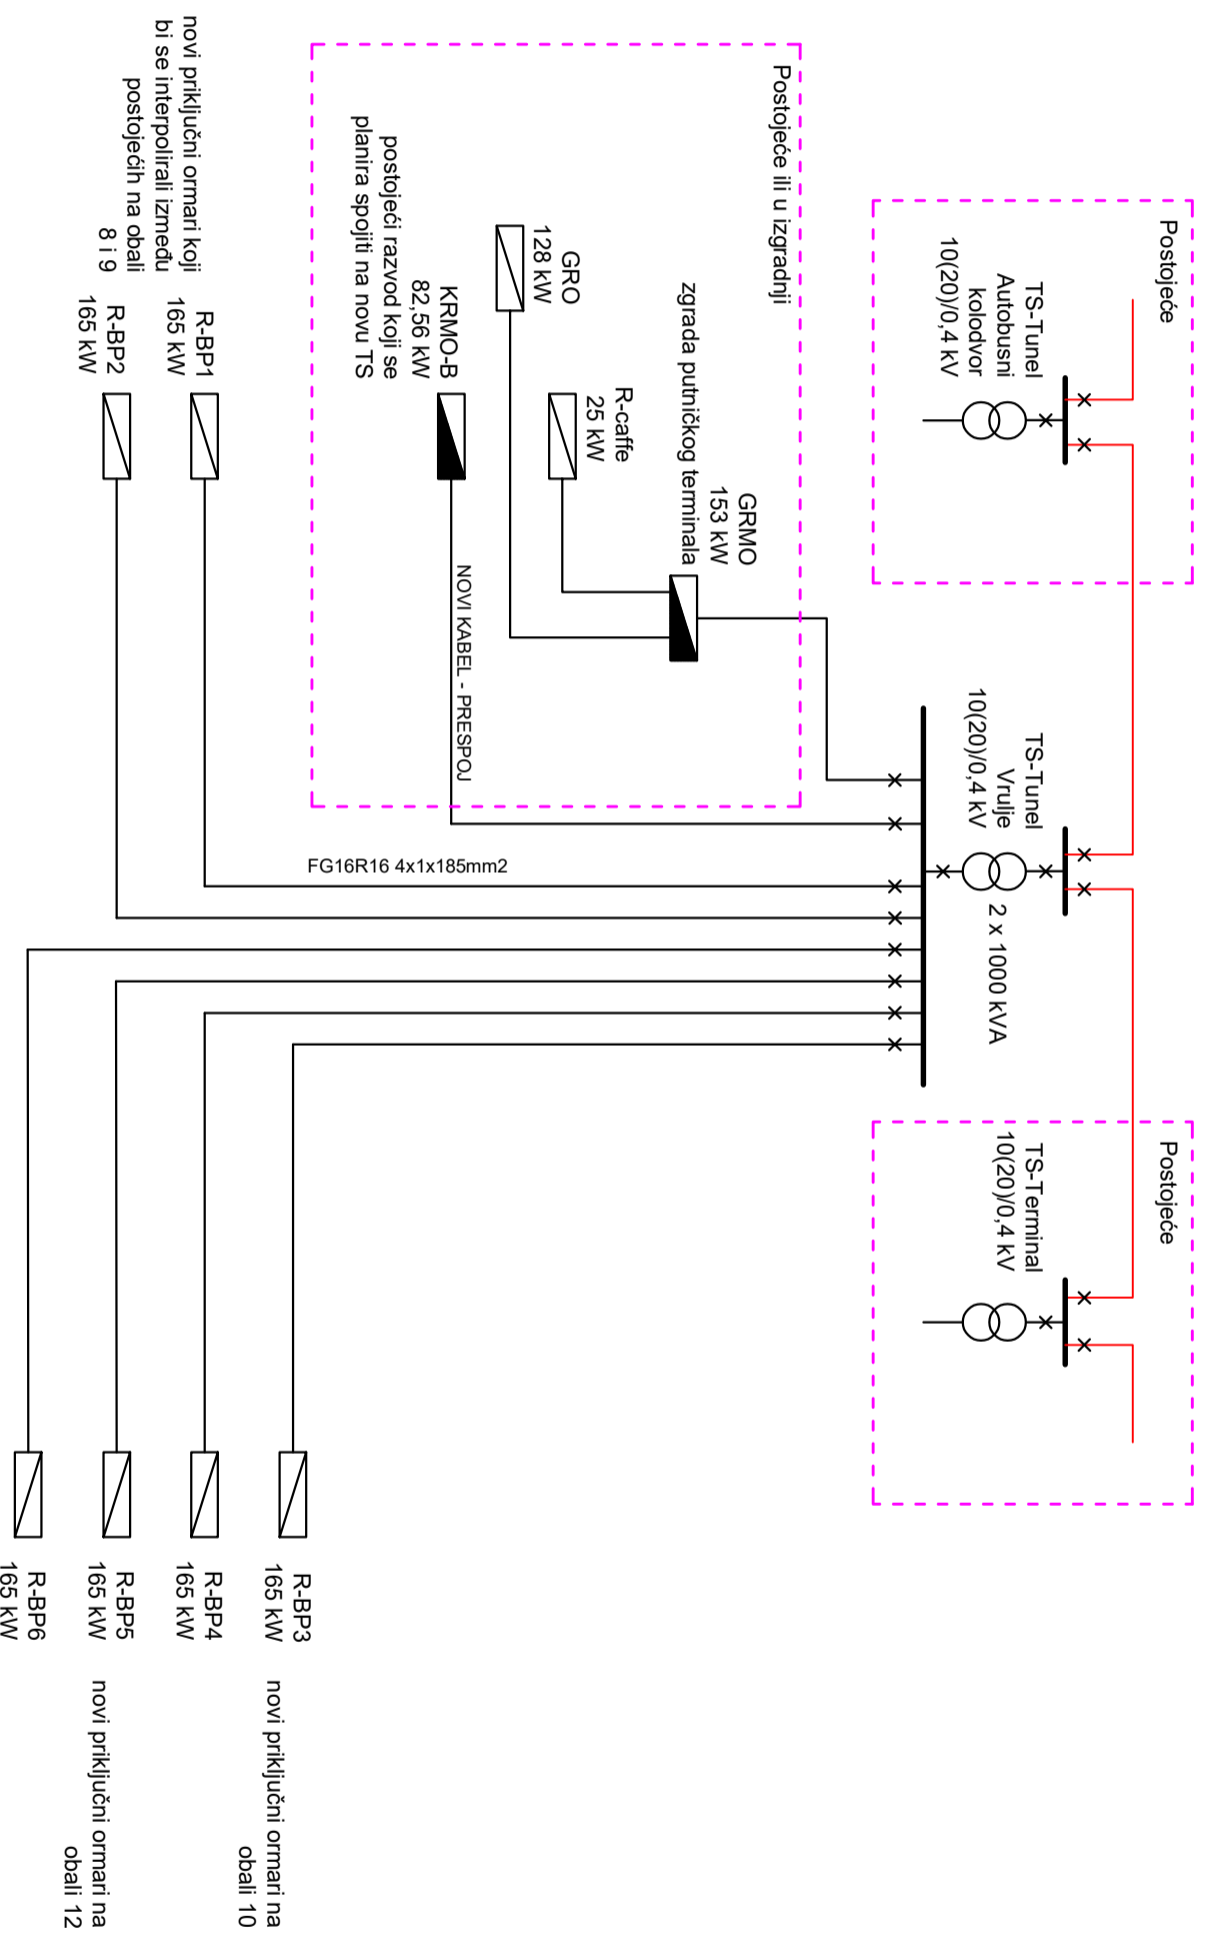 Postojeće
TS-Tunel
Autobusni
kolodvor
10(20)/0,4 kV
TS-Tunel
Vrulje
10(20)/0,4 kV
2 x 1000 kVA
Postojeće
TS-Terminal
10(20)/0,4 kV
Postojeće ili u izgradnji
GRMO
153 kW
zgrada putničkog terminala
R-caffe
25 kW
GRO
128 kW
KRMO-B
82,56 kW
postojeći razvod koji se
planira spojiti na novu TS
NOVI KABEL - PRESPOJ
FG16R16 4x1x185mm2
novi priključni ormari koji
bi se interpolirali između
postojećih na obali
8 i 9
R-BP1
165 kW
R-BP2
165 kW
R-BP3
165 kW
novi priključni ormari na
obali 10
R-BP4
165 kW
R-BP5
165 kW
novi priključni ormari na
obali 12
R-BP6
165 kW